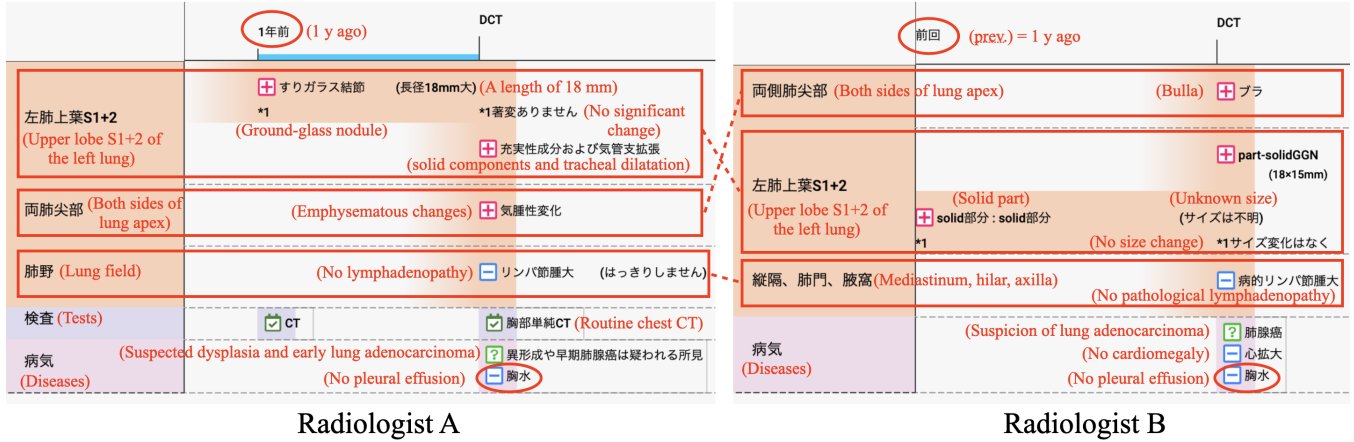 DCT
1年前 (1 y ago)
左肺上葉S1+2
(Upper lobe S1+2 of
the left lung)
すりガラス結節 (長径18mm大) (A length of 18 mm)
*1 *1著変ありません (No significant
(Ground-glass nodule) change)
充実性成分および気管支拡張
(solid components and tracheal dilatation)
両肺尖部 (Both sides of
lung apex)
(Emphysematous changes) 気腫性変化
肺野 (Lung field) (No lymphadenopathy) リンパ節腫大 (はっきりしません)
検査 (Tests) CT 胸部単純CT (Routine chest CT)
病気
(Diseases)
(Suspected dysplasia and early lung adenocarcinoma) 異形成や早期肺腺癌は疑われる所見
(No pleural effusion) 胸水
Radiologist A
DCT
前回 (prev.) = 1 y ago
両側肺尖部 (Both sides of lung apex) (Bulla) ブラ
左肺上葉S1+2
(Upper lobe S1+2 of
the left lung)
part-solidGGN
(18×15mm)
(Solid part) (Unknown size)
solid部分 : solid部分 (サイズは不明)
*1 (No size change) *1サイズ変化はなく
縦隔、肺門、腋窩 (Mediastinum, hilar, axilla) 病的リンパ節腫大
(No pathological lymphadenopathy)
病気
(Diseases)
(Suspicion of lung adenocarcinoma) 肺腺癌
(No cardiomegaly) 心拡大
(No pleural effusion) 胸水
Radiologist B